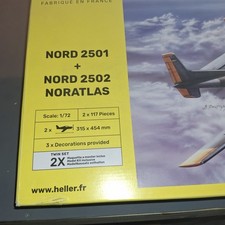 FABRIQUÉ EN FRANCE
NORD 2501
+
NORD 2502
NORATLAS
Scale: 1/72
2 x 117 Pieces
2 x
315 x 454 mm
3 x Decorations provided
TWIN SET
2X
www.heller.fr